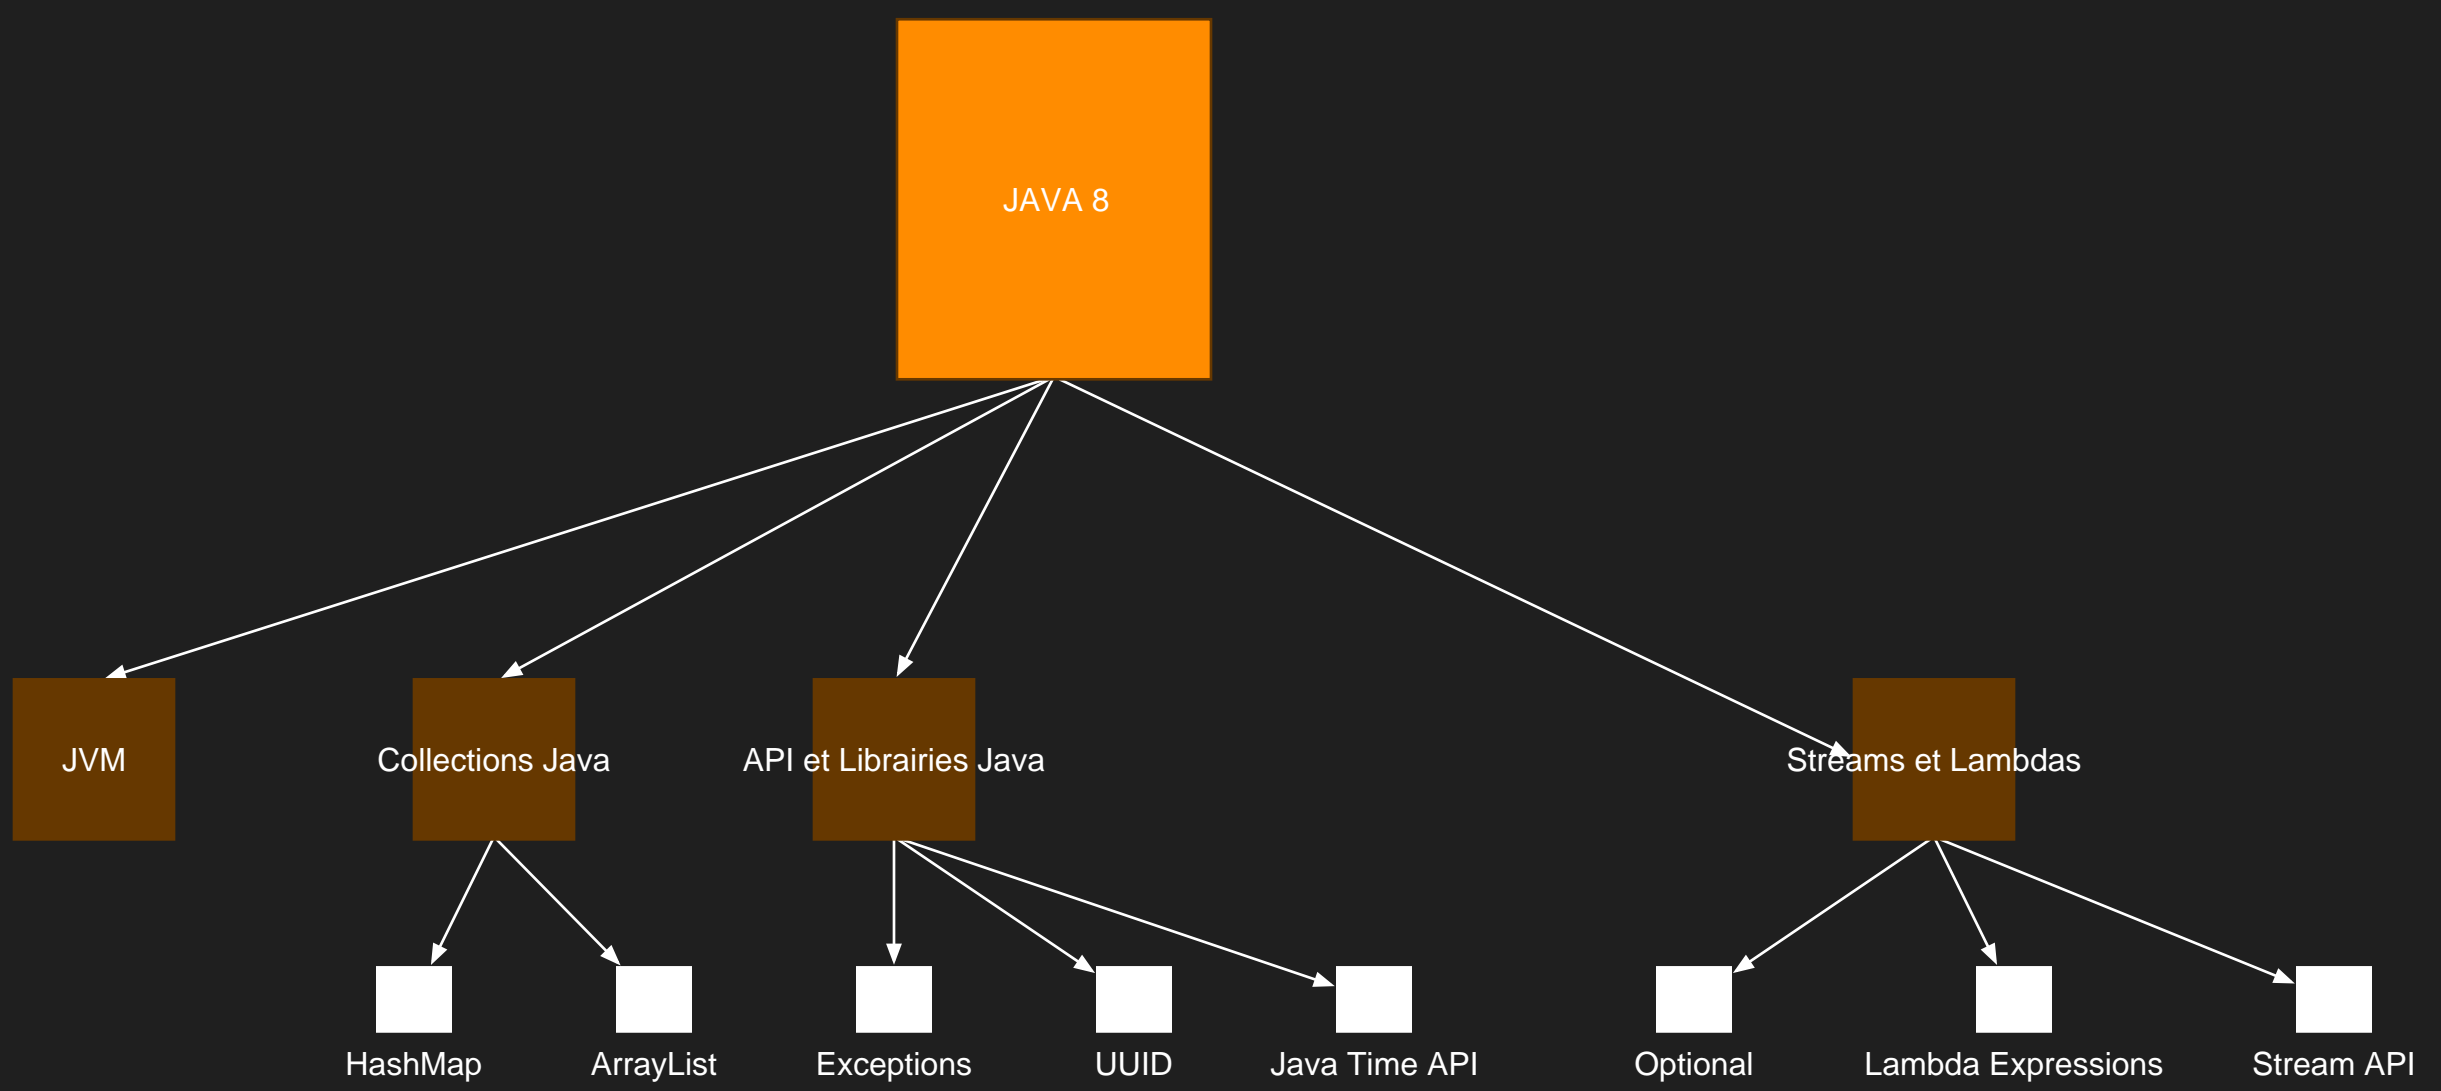 JAVA 8
JVM
Collections Java
API et Librairies Java
Streams et Lambdas
HashMap
ArrayList
Exceptions
UUID
Java Time API
Optional
Lambda Expressions
Stream API